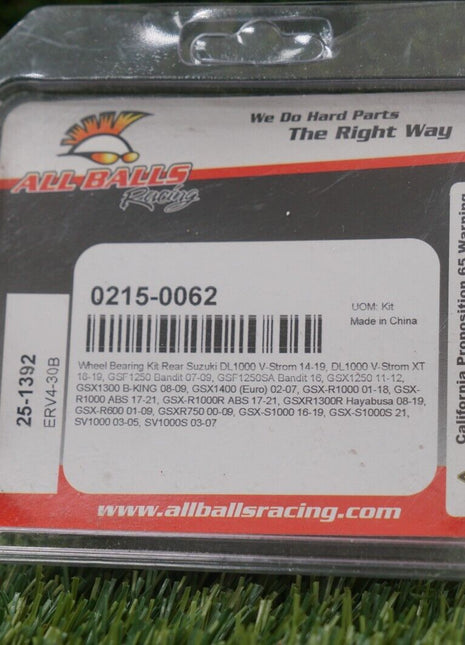 We Do Hard Parts
The Right Way
ALL BALLS
Racing
0215-0062
UOM: Kit
Made in China
Wheel Bearing Kit Rear Suzuki DL1000 V-Strom 14-19, DL1000 V-Strom XT
18-19, GSF1250 Bandit 07-09, GSF1250SA Bandit 16, GSX1250 11-12,
GSX1300 B-KING 08-09, GSX1400 (Euro) 02-07, GSX-R1000 01-18, GSX-
R1000 ABS 17-21, GSX-R1000R ABS 17-21, GSXR1300R Hayabusa 08-19,
GSX-R600 01-09, GSXR750 00-09, GSX-S1000 16-19, GSX-S1000S 21,
SV1000 03-05, SV1000S 03-07
25-1392
ERV4-30B
www.allballsracing.com
California Proposition 65 Warning